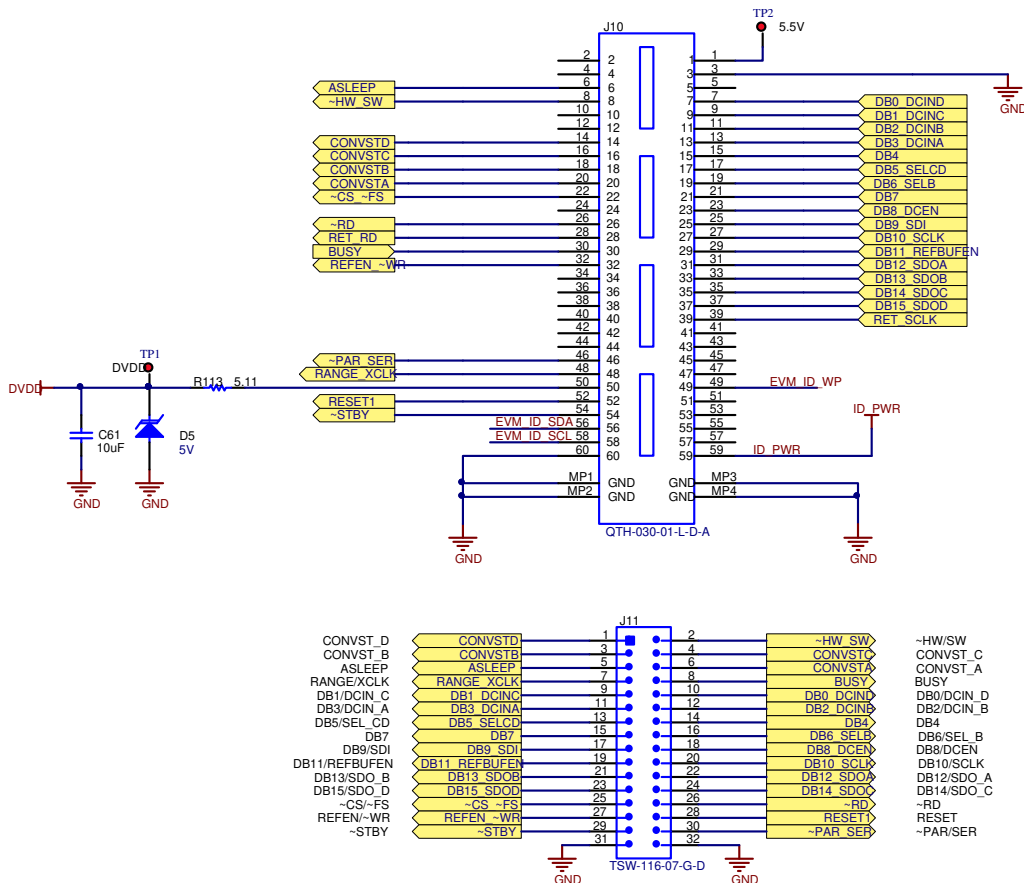 TP2
5.5V
J10
2 2 1 1
4 4 3 3
ASLEEP 6 6 5 5
~HW_SW 8 8 7 7 DB0_DCIND GND
10 10 9 9 DB1_DCINC
12 12 11 11 DB2_DCINB
CONVSTD 14 14 13 13 DB3_DCINA
CONVSTC 16 16 15 15 DB4
CONVSTB 18 18 17 17 DB5_SELCD
CONVSTA 20 20 19 19 DB6_SELB
~CS_~FS 22 22 21 21 DB7
24 24 23 23 DB8_DCEN
~RD 26 26 25 25 DB9_SDI
RET_RD 28 28 27 27 DB10_SCLK
BUSY 30 30 29 29 DB11_REFBUFEN
REFEN_~WR 32 32 31 31 DB12_SDOA
34 34 33 33 DB13_SDOB
36 36 35 35 DB14_SDOC
38 38 37 37 DB15_SDOD
40 40 39 39 RET_SCLK
42 42 41 41
44 44 43 43
TP1
~PAR_SER 46 46 45 45
DVDD RANGE_XCLK 48 48 47 47
DVDD R113 5.11 50 50 49 49 EVM_ID_WP
RESET1 52 52 51 51
~STBY 54 54 53 53 ID_PWR
EVM_ID_SDA 56 56 55 55
C61 D5 EVM_ID_SCL 58 58 57 57
10uF 5V 60 60 59 59 ID_PWR
MP1 GND GND MP3
MP2 GND GND MP4
GND GND
QTH-030-01-L-D-A
GND GND
J11
CONVST_D CONVSTD 1 2 ~HW_SW ~HW/SW
CONVST_B CONVSTB 3 4 CONVSTC CONVST_C
ASLEEP ASLEEP 5 6 CONVSTA CONVST_A
RANGE/XCLK RANGE_XCLK 7 8 BUSY BUSY
DB1/DCIN_C DB1_DCINC 9 10 DB0_DCIND DB0/DCIN_D
DB3/DCIN_A DB3_DCINA 11 12 DB2_DCINB DB2/DCIN_B
DB5/SEL_CD DB5_SELCD 13 14 DB4 DB4
DB7 DB7 15 16 DB6_SELB DB6/SEL_B
DB9/SDI DB9_SDI 17 18 DB8_DCEN DB8/DCEN
DB11/REFBUFEN DB11_REFBUFEN 19 20 DB10_SCLK DB10/SCLK
DB13/SDO_B DB13_SDOB 21 22 DB12_SDOA DB12/SDO_A
DB15/SDO_D DB15_SDOD 23 24 DB14_SDOC DB14/SDO_C
~CS/~FS ~CS_~FS 25 26 ~RD ~RD
REFEN/~WR REFEN_~WR 27 28 RESET1 RESET
~STBY ~STBY 29 30 ~PAR_SER ~PAR/SER
31 32
TSW-116-07-G-D
GND GND